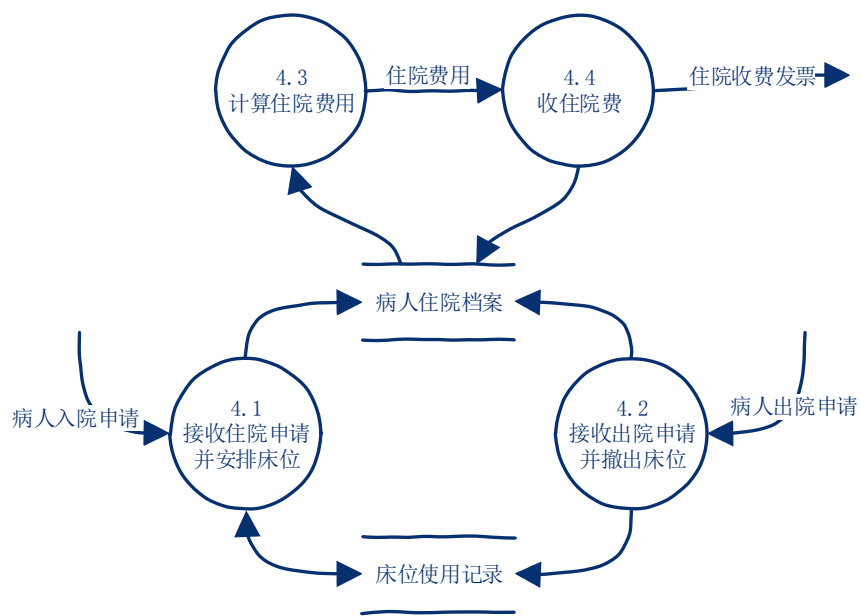 4.3
计算住院费用
住院费用
4.4
收住院费
住院收费发票
病人住院档案
病人入院申请
4.1
接收住院申请
并安排床位
4.2
接收出院申请
并撤出床位
病人出院申请
床位使用记录